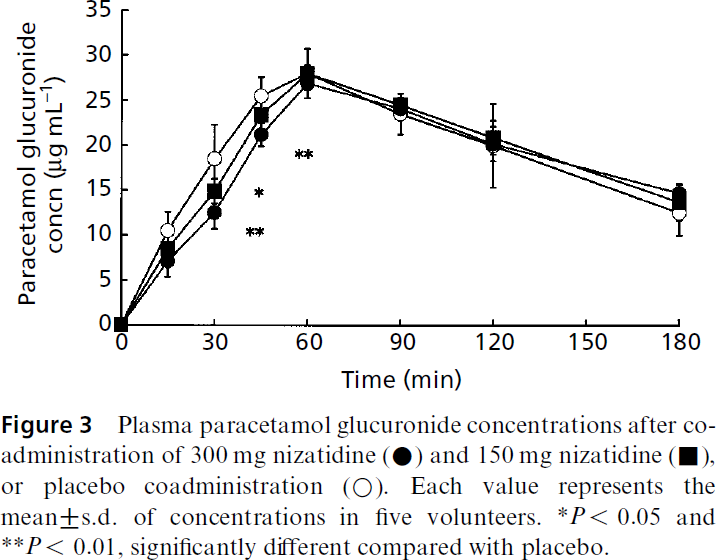 35
30
25
20
15
10
5
0
Paracetamol glucuronide
concn (μg mL⁻¹)
**
*
**
0 30 60 90 120 150 180
Time (min)
Figure 3 Plasma paracetamol glucuronide concentrations after co-
administration of 300 mg nizatidine (●) and 150 mg nizatidine (■),
or placebo coadministration (○). Each value represents the
mean±s.d. of concentrations in five volunteers. *P < 0.05 and
**P < 0.01, significantly different compared with placebo.